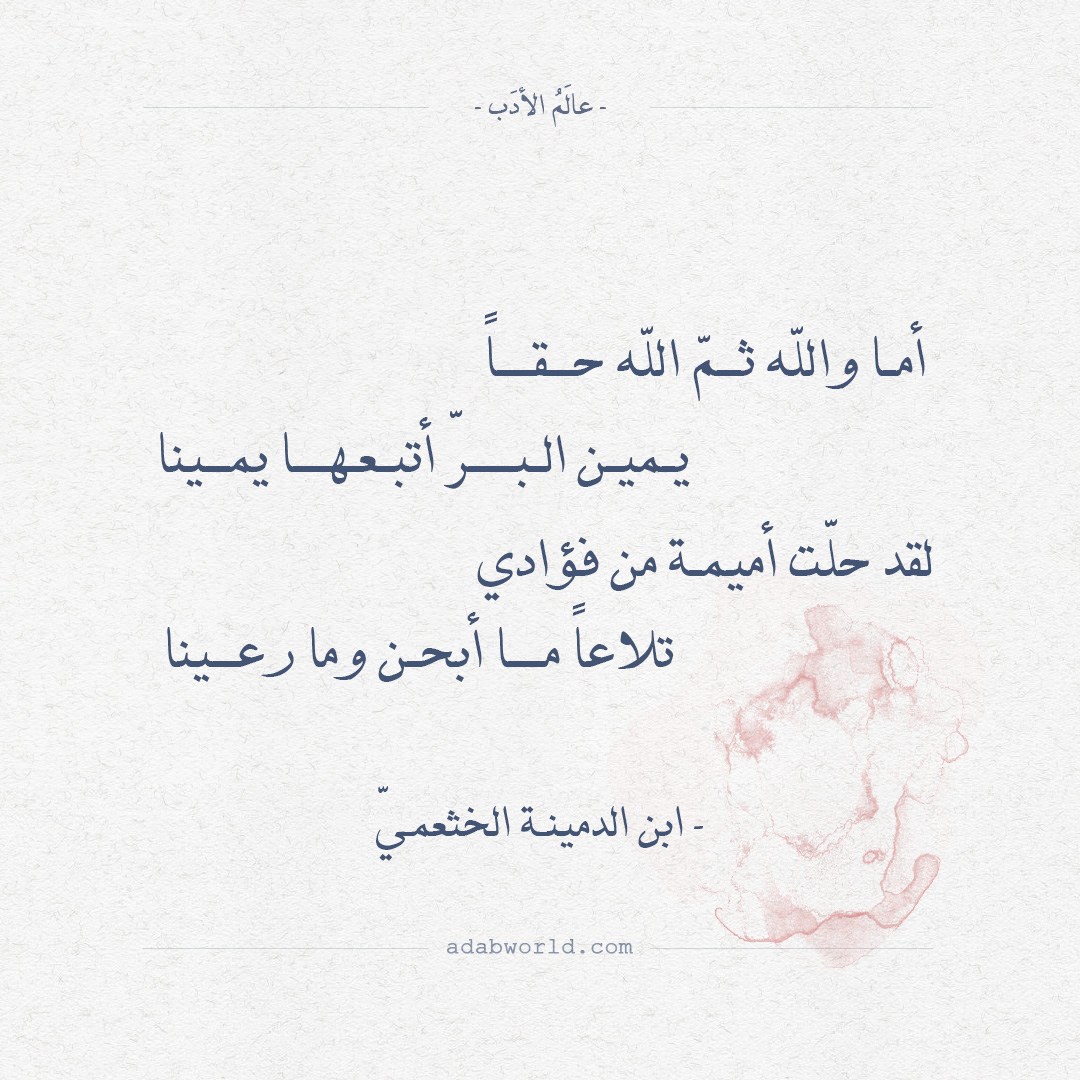 - عالَمُ الأدَب -
أما واللّه ثمّ اللّه حقاً
يمين البرّ أتبعها يمينا
لقد حلّت أميمة من فؤادي
تلاعاً ما أبحن وما رعينا
- ابن الدمينة الخثعميّ
adabworld.com